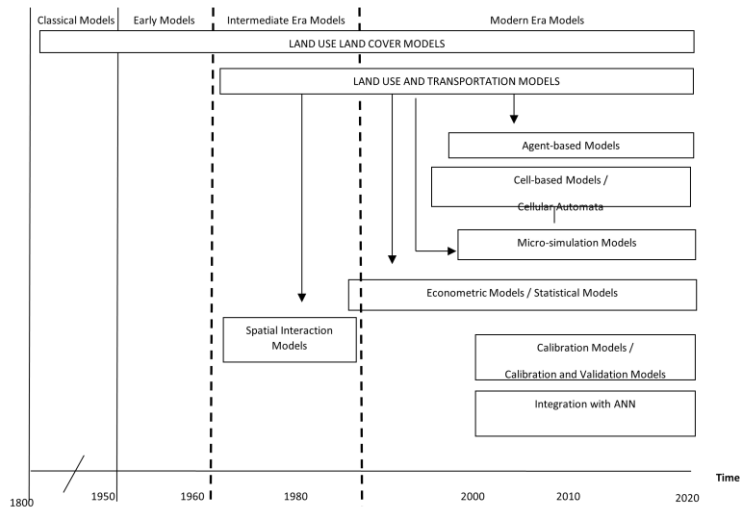 Classical Models Early Models Intermediate Era Models Modern Era Models
LAND USE LAND COVER MODELS
LAND USE AND TRANSPORTATION MODELS
Agent-based Models
Cell-based Models /
Cellular Automata
Micro-simulation Models
Econometric Models / Statistical Models
Spatial Interaction
Models
Calibration Models /
Calibration and Validation Models
Integration with ANN
Time
1800 1950 1960 1980 2000 2010 2020